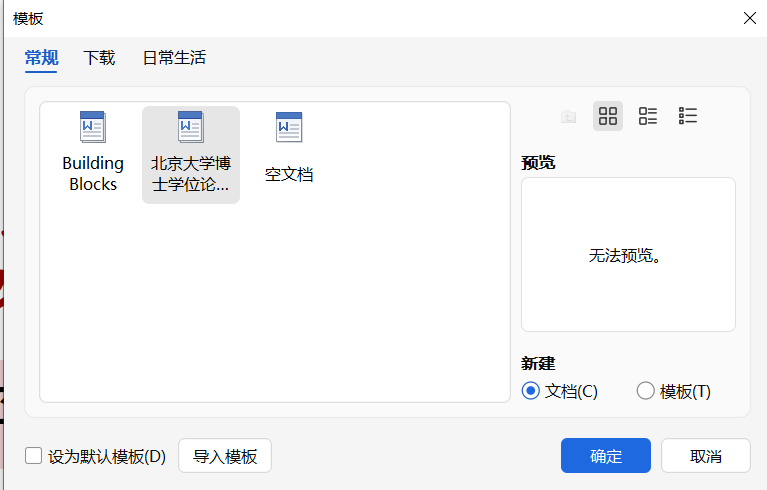 模板
常规 下载 日常生活
Building
Blocks
北京大学博
士学位论...
空文档
预览
无法预览。
新建
文档(C) 模板(T)
设为默认模板(D) 导入模板 确定 取消